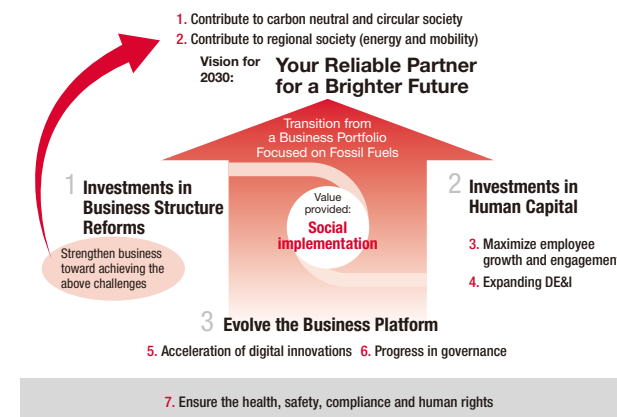 1. Contribute to carbon neutral and circular society
2. Contribute to regional society (energy and mobility)
Vision for
2030:
Your Reliable Partner
for a Brighter Future
Transition from
a Business Portfolio
Focused on Fossil Fuels
1 Investments in
Business Structure
Reforms
Strengthen business
toward achieving the
above challenges
Value
provided:
Social
implementation
2 Investments in
Human Capital
3. Maximize employee
growth and engagemen
4. Expanding DE&I
3 Evolve the Business Platform
5. Acceleration of digital innovations 6. Progress in governance
7. Ensure the health, safety, compliance and human rights